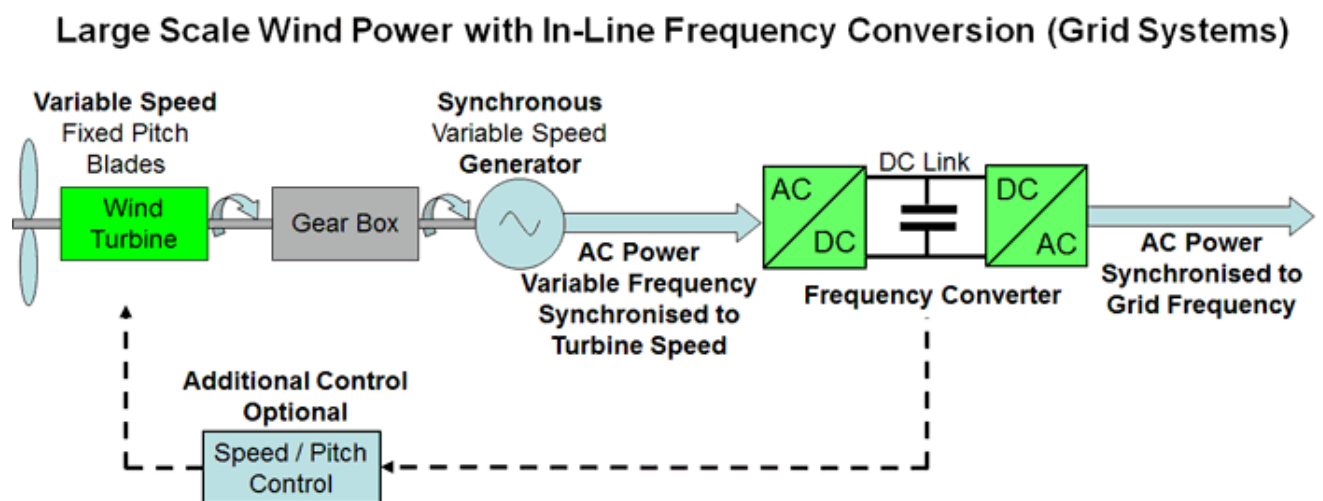 Large Scale Wind Power with In-Line Frequency Conversion (Grid Systems)
Variable Speed
Fixed Pitch
Blades
Wind
Turbine
Gear Box
Synchronous
Variable Speed
Generator
AC Power
Variable Frequency
Synchronised to
Turbine Speed
AC
DC
DC Link
DC
AC
Frequency Converter
AC Power
Synchronised to
Grid Frequency
Additional Control
Optional
Speed / Pitch
Control